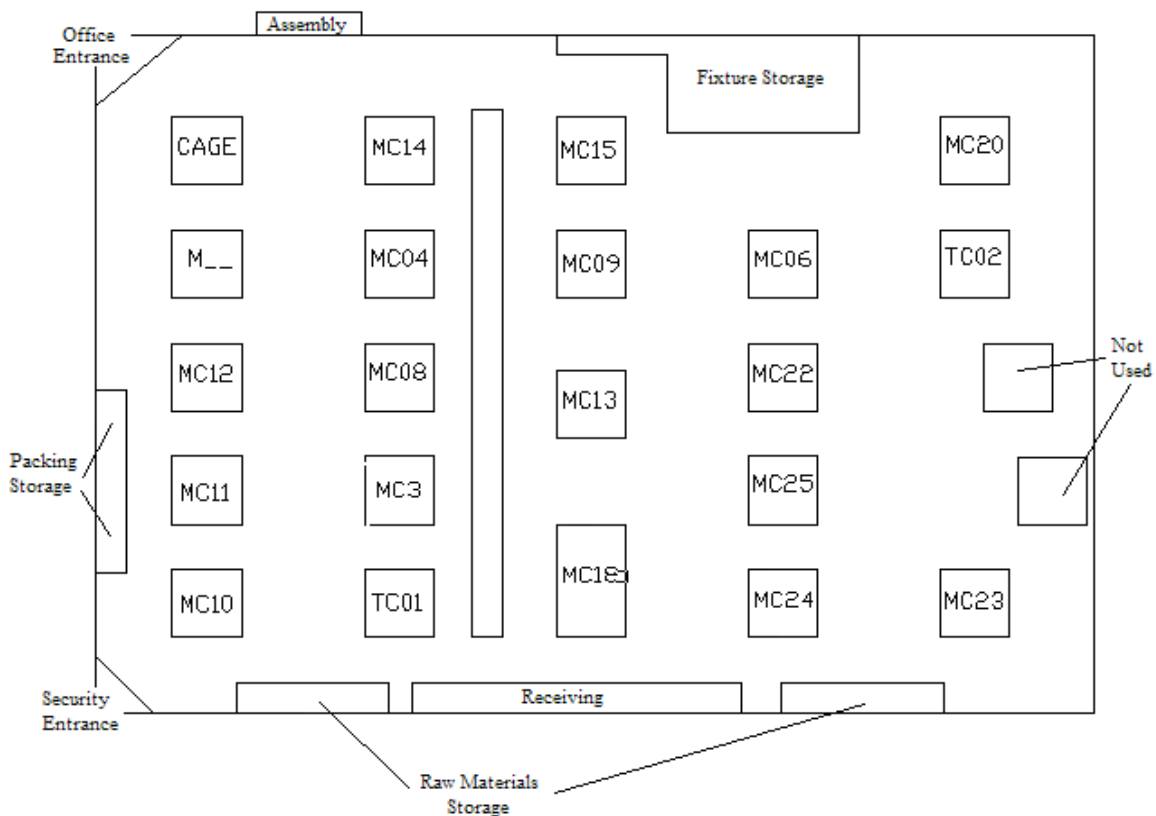 Assembly
Office
Entrance
Fixture Storage
CAGE
MC14
MC15
MC20
M__
MC04
MC09
MC06
TC02
MC12
MC08
MC13
MC22
Not
Used
Packing
Storage
MC11
MC3
MC25
MC10
TC01
MC18
MC24
MC23
Security
Entrance
Receiving
Raw Materials
Storage